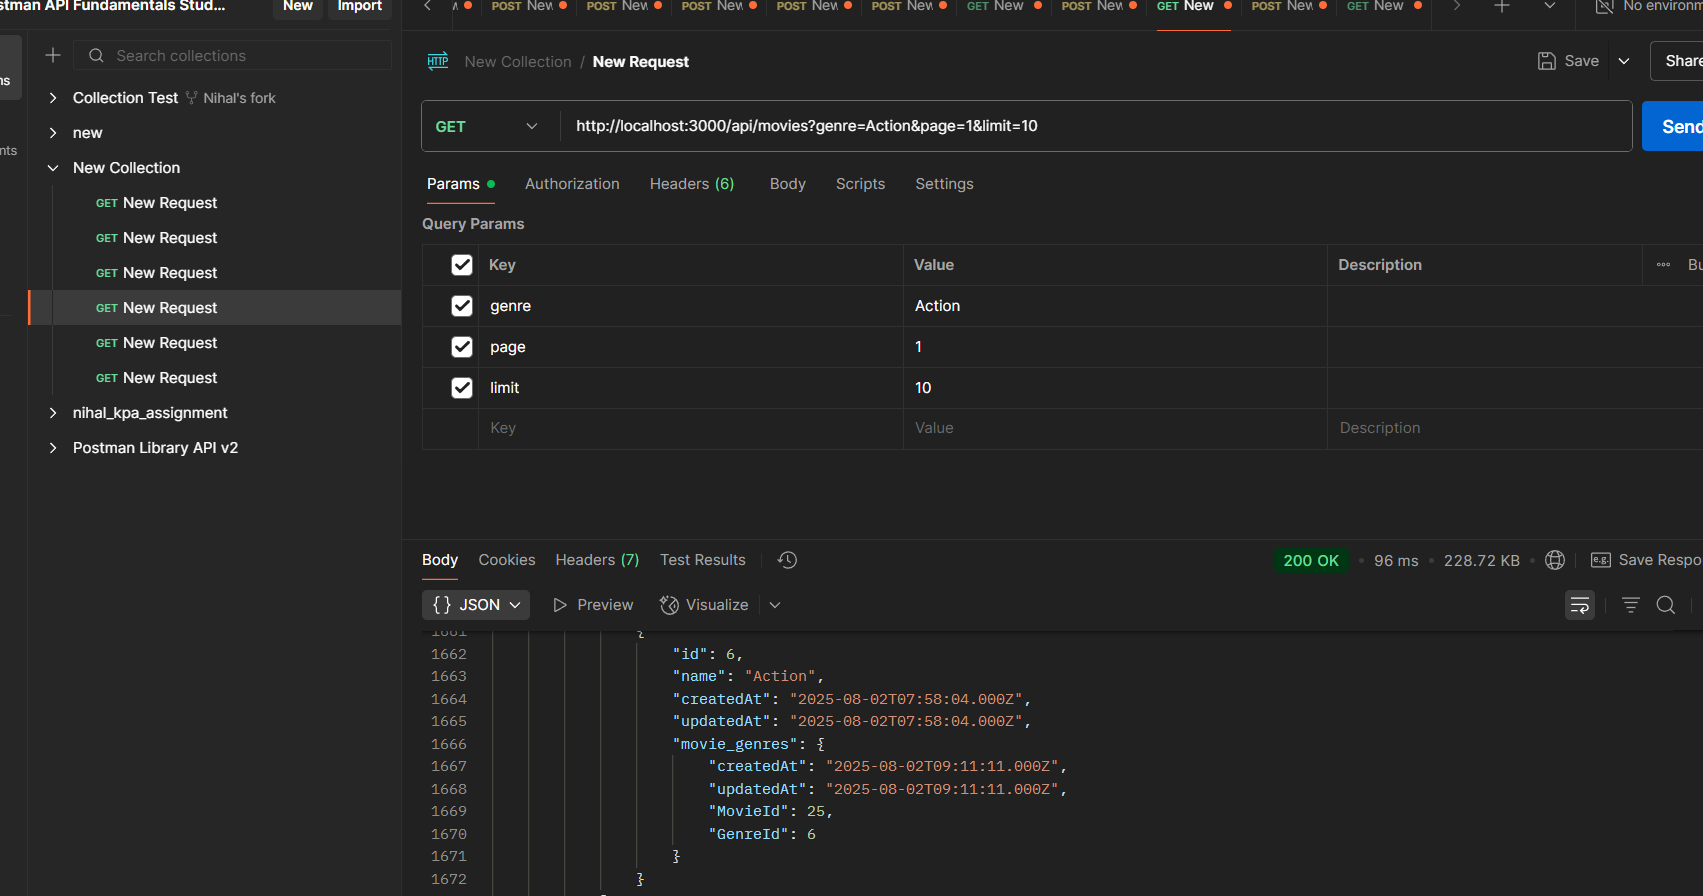 stman API Fundamentals Stud...
New
Import
POST New
POST New
POST New
POST New
POST New
GET New
POST New
GET New
POST New
GET New
No environm
ns
nts
Search collections
Collection Test Nihal's fork
new
New Collection
GET New Request
GET New Request
GET New Request
GET New Request
GET New Request
GET New Request
nihal_kpa_assignment
Postman Library API v2
HTTP New Collection / New Request
Save
Share
GET http://localhost:3000/api/movies?genre=Action&page=1&limit=10
Send
Params Authorization Headers (6) Body Scripts Settings
Query Params
Key Value Description Bu
genre Action
page 1
limit 10
Key Value Description
Body Cookies Headers (7) Test Results
200 OK • 96 ms • 228.72 KB
e.g. Save Respo
{} JSON Preview Visualize
1661 {
1662 "id": 6,
1663 "name": "Action",
1664 "createdAt": "2025-08-02T07:58:04.000Z",
1665 "updatedAt": "2025-08-02T07:58:04.000Z",
1666 "movie_genres": {
1667 "createdAt": "2025-08-02T09:11:11.000Z",
1668 "updatedAt": "2025-08-02T09:11:11.000Z",
1669 "MovieId": 25,
1670 "GenreId": 6
1671 }
1672 }